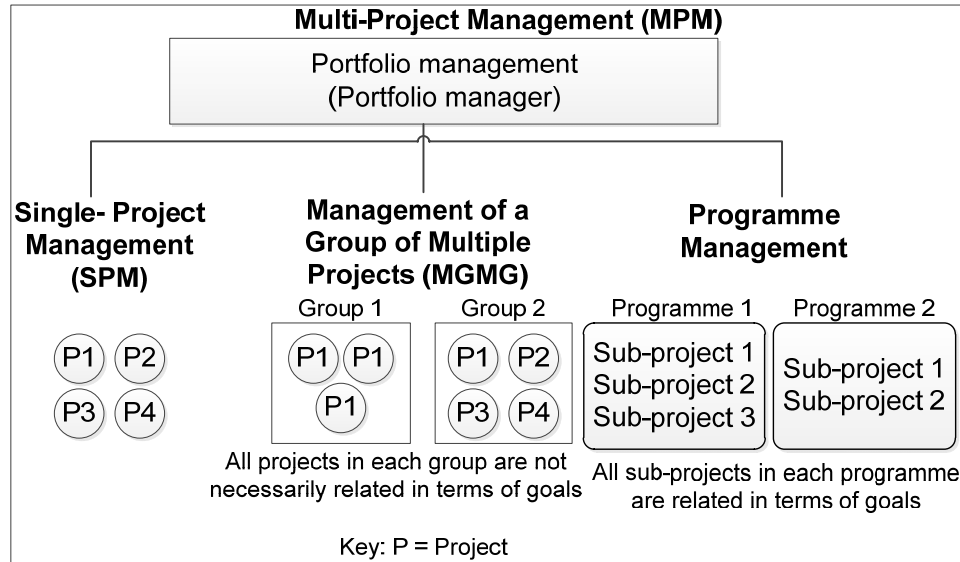 Multi-Project Management (MPM)
Portfolio management
(Portfolio manager)
Single- Project
Management
(SPM)
P1 P2
P3 P4
Management of a
Group of Multiple
Projects (MGMG)
Group 1
P1 P1
P1
Group 2
P1 P2
P3 P4
All projects in each group are not
necessarily related in terms of goals
Programme
Management
Programme 1
Sub-project 1
Sub-project 2
Sub-project 3
Programme 2
Sub-project 1
Sub-project 2
All sub-projects in each programme
are related in terms of goals
Key: P = Project